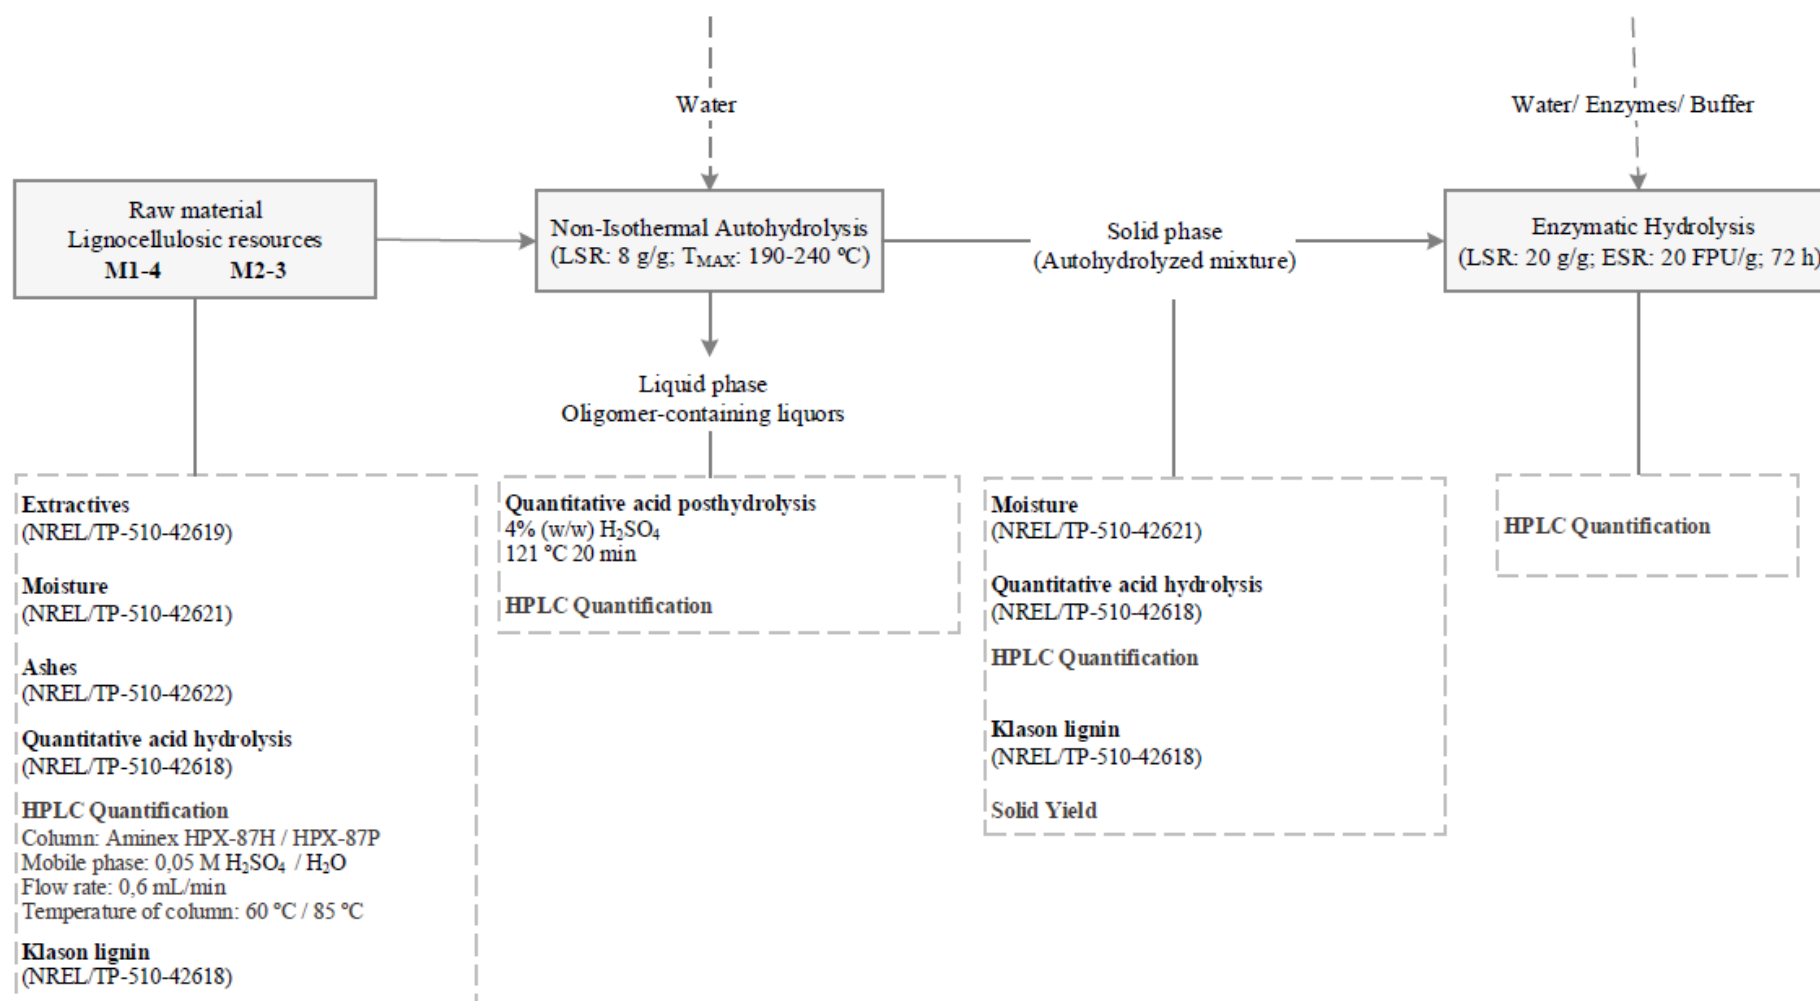 Water
Water/ Enzymes/ Buffer
Raw material
Lignocellulosic resources
M1-4 M2-3
Non-Isothermal Autohydrolysis
(LSR: 8 g/g; TMAX: 190-240 ºC)
Solid phase
(Autohydrolyzed mixture)
Enzymatic Hydrolysis
(LSR: 20 g/g; ESR: 20 FPU/g; 72 h)
Liquid phase
Oligomer-containing liquors
Extractives
(NREL/TP-510-42619)
Moisture
(NREL/TP-510-42621)
Ashes
(NREL/TP-510-42622)
Quantitative acid hydrolysis
(NREL/TP-510-42618)
HPLC Quantification
Column: Aminex HPX-87H / HPX-87P
Mobile phase: 0,05 M H₂SO₄ / H₂O
Flow rate: 0,6 mL/min
Temperature of column: 60 ºC / 85 ºC
Klason lignin
(NREL/TP-510-42618)
Quantitative acid posthydrolysis
4% (w/w) H₂SO₄
121 ºC 20 min
HPLC Quantification
Moisture
(NREL/TP-510-42621)
Quantitative acid hydrolysis
(NREL/TP-510-42618)
HPLC Quantification
Klason lignin
(NREL/TP-510-42618)
Solid Yield
HPLC Quantification